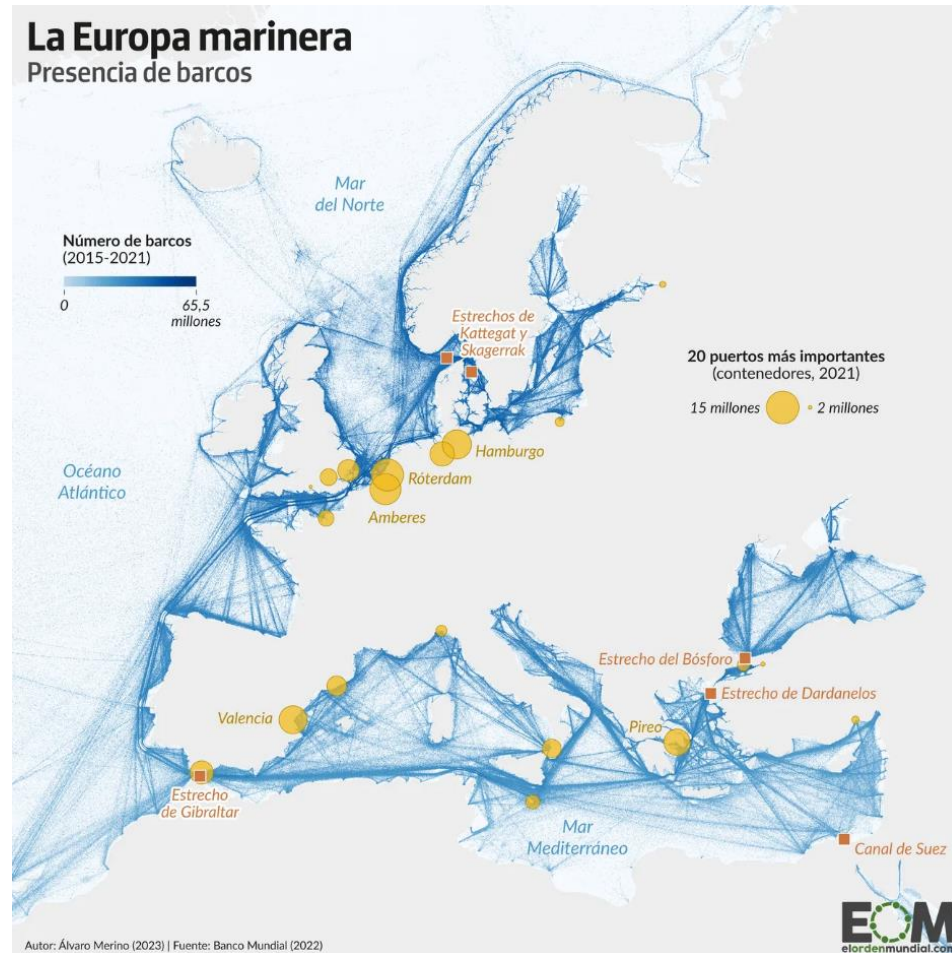 La Europa marinera
Presencia de barcos
Mar
del Norte
Número de barcos
(2015-2021)
0
65,5
millones
Estrechos de
Kattegat y
Skagerrak
20 puertos más importantes
(contenedores, 2021)
15 millones
2 millones
Hamburgo
Océano
Atlántico
Róterdam
Amberes
Estrecho del Bósforo
Estrecho de Dardanelos
Valencia
Pireo
Estrecho
de Gibraltar
Mar
Mediterráneo
Canal de Suez
EOM
elordenmundial.com
Autor: Álvaro Merino (2023) | Fuente: Banco Mundial (2022)